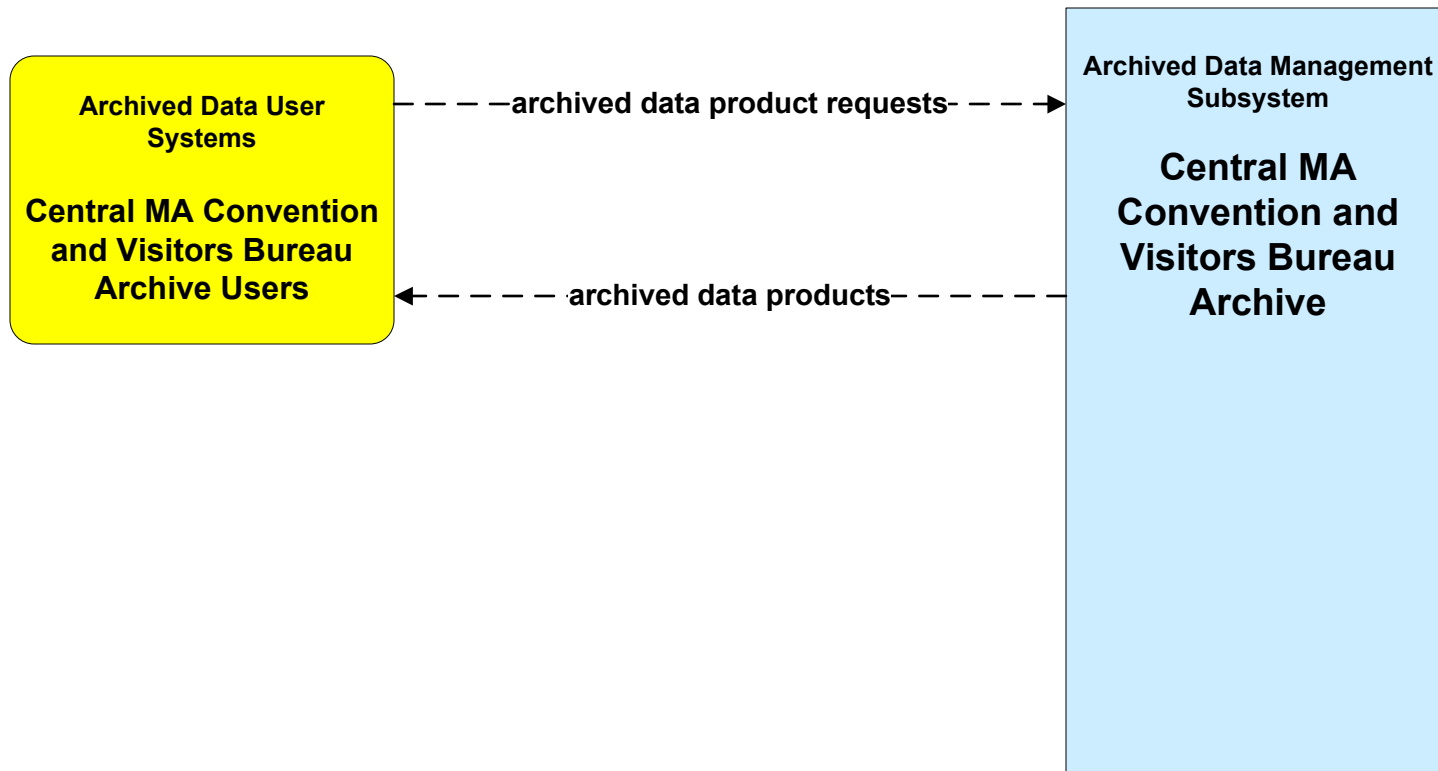 Archived Data User
Systems
Central MA Convention
and Visitors Bureau
Archive Users
archived data product requests
archived data products
Archived Data Management
Subsystem
Central MA
Convention and
Visitors Bureau
Archive